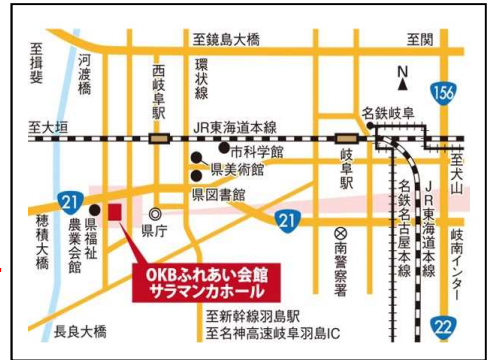 至鏡島大橋
至関
至揖斐
河渡橋
西岐阜駅
環状線
N
156
名鉄岐阜
至大垣
JR東海道本線
市科学館
県美術館
県図書館
岐阜駅
至犬山
21
穂積大橋
県福祉
農業会館
県庁
21
南警察署
名鉄名古屋本線
JR東海道本線
岐南インター
OKBふれあい会館
サラマンカホール
長良大橋
至新幹線羽島駅
至名神高速岐阜羽島IC
22